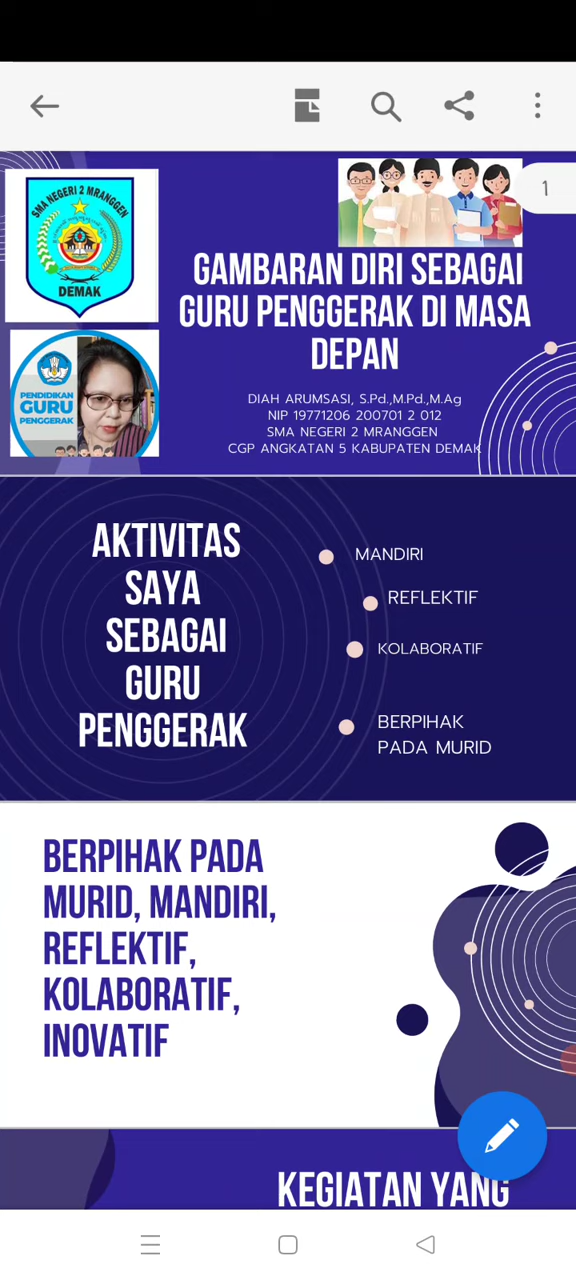 1
SMA NEGERI 2 MRANGGEN
DEMAK
GAMBARAN DIRI SEBAGAI
GURU PENGGERAK DI MASA
DEPAN
PENDIDIKAN
GURU
PENGGERAK
DIAH ARUMSASI, S.Pd.,M.Pd.,M.Ag
NIP 19771206 200701 2 012
SMA NEGERI 2 MRANGGEN
CGP ANGKATAN 5 KABUPATEN DEMAK
AKTIVITAS
SAYA
SEBAGAI
GURU
PENGGERAK
MANDIRI
REFLEKTIF
KOLABORATIF
BERPIHAK
PADA MURID
BERPIHAK PADA
MURID, MANDIRI,
REFLEKTIF,
KOLABORATIF,
INOVATIF
KEGIATAN YANG